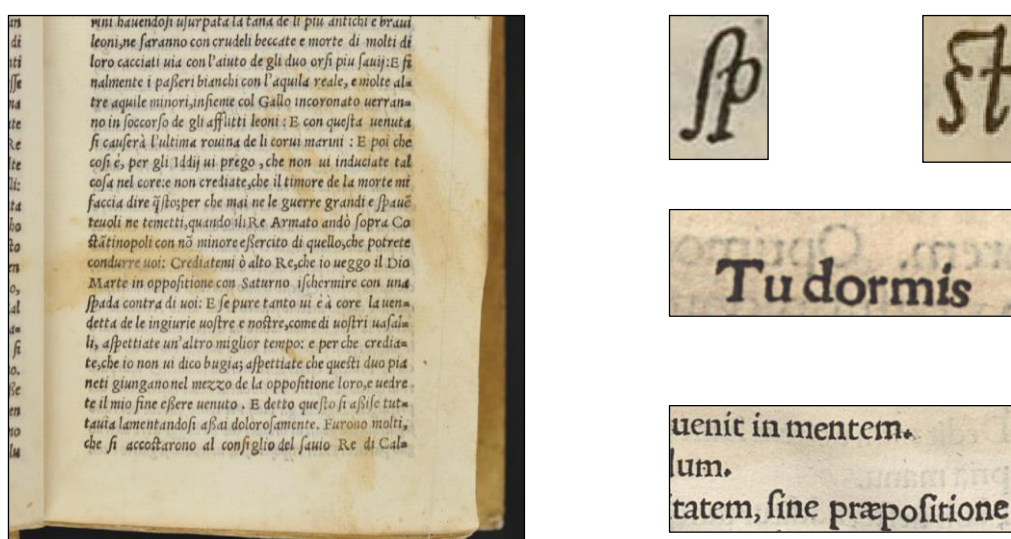 rini hauendoſi uſurpata la tana de li piu antichi e braui
leoni, ne faranno con crudeli beccate e morte di molti di
loro cacciati uia con l'aiuto de gli duo orſi piu ſauij: E fi
nalmente i paſſeri bianchi con l'aquila reale, e molte al=
tre aquile minori, inſieme col Gallo incoronato uerran=
no in ſoccorſo de gli afflitti leoni : E con queſta uenuta
ſi cauſerà l'ultima rouina de li corui marini : E poi che
coſi é, per gli Iddij ui prego , che non ui induciate tal
coſa nel core: e non crediate, che il timore de la morte mi
faccia dire q̃ſto; per che mai ne le guerre grandi e ſpauẽ
teuoli ne temetti, quando il Re Armato andò ſopra Co
ſtãtinopoli con nõ minore eſſercito di quello, che potrete
condurre uoi: Crediatemi ò alto Re, che io ueggo il Dio
Marte in oppoſitione con Saturno iſchermire con una
ſpada contra di uoi: E ſe pure tanto ui é à core la uen=
detta de le ingiurie uoſtre e noſtre, come di uoſtri uaſal=
li, aſpettiate un'altro miglior tempo: e per che credia=
te, che io non ui dico bugia; aſpettiate che queſti duo pia
neti giungano nel mezzo de la oppoſitione loro, e uedre
te il mio fine eſſere uenuto . E detto queſto ſi aſſiſe tut=
tauia lamentandoſi aſſai doloroſamente. Furono molti,
che ſi accoſtarono al conſiglio del ſauio Re di Cal=
ſp
ſt
Tu dormis
uenit in mentem.
lum.
tatem, ſine præpoſitione